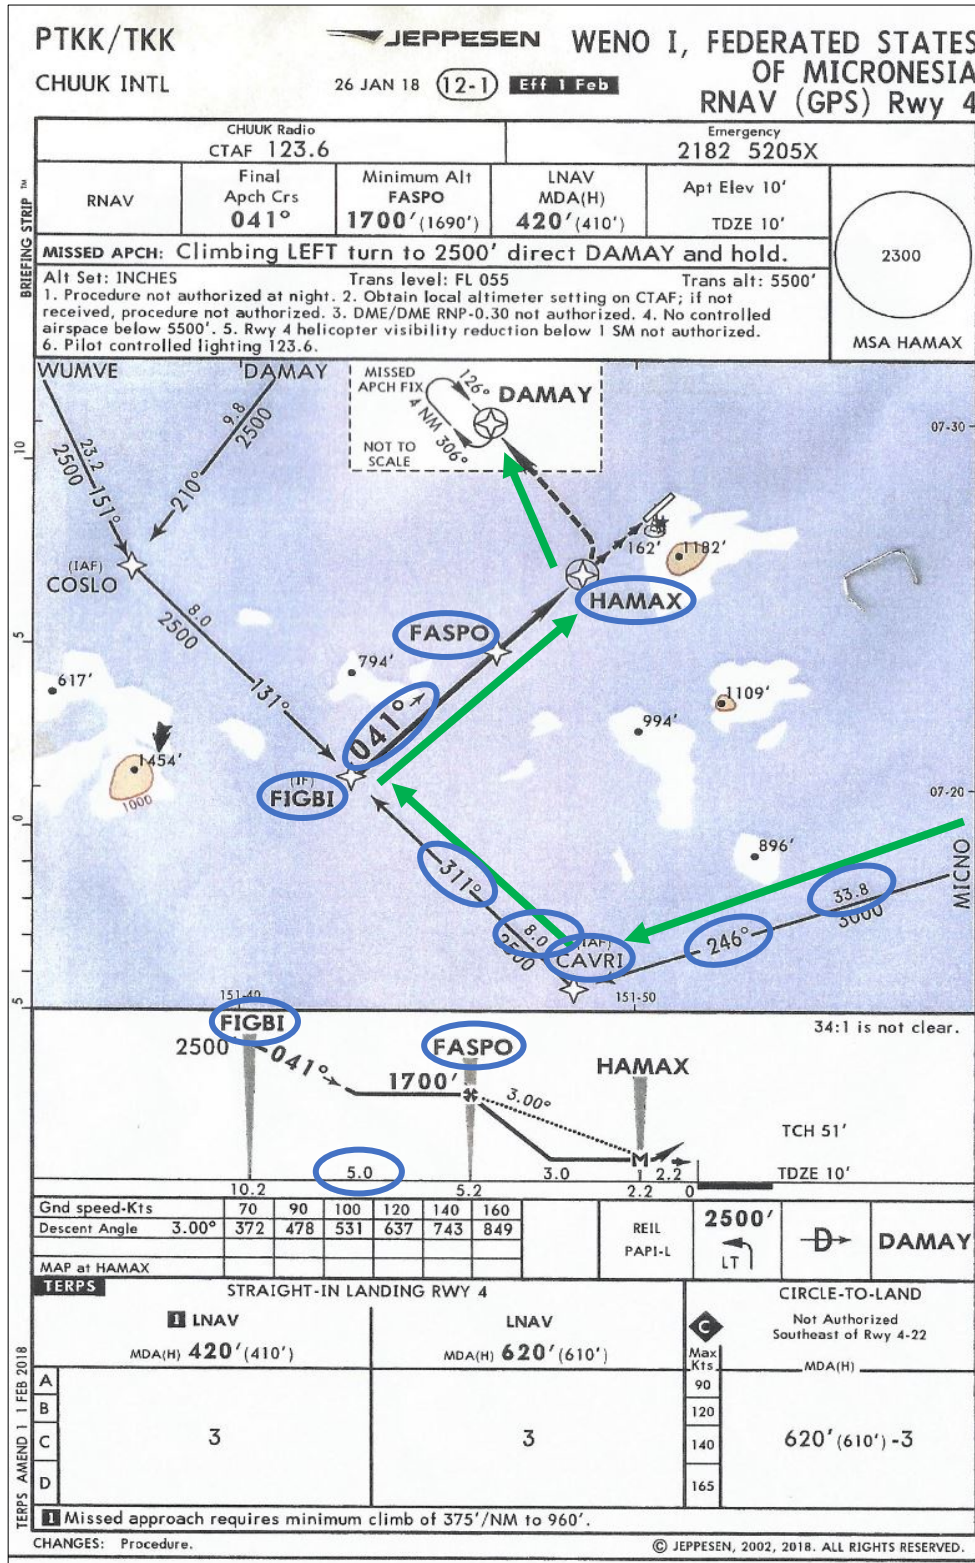 PTKK/TKK
JEPPESEN
WENO I, FEDERATED STATES
CHUUK INTL
26 JAN 18
12-1
Eff 1 Feb
OF MICRONESIA
RNAV (GPS) Rwy 4
BRIEFING STRIP ™
CHUUK Radio
CTAF 123.6
Emergency
2182 5205X
RNAV
Final
Apch Crs
041°
Minimum Alt
FASPO
1700' (1690')
LNAV
MDA(H)
420' (410')
Apt Elev 10'
TDZE 10'
2300
MSA HAMAX
MISSED APCH: Climbing LEFT turn to 2500' direct DAMAY and hold.
Alt Set: INCHES Trans level: FL 055 Trans alt: 5500'
1. Procedure not authorized at night. 2. Obtain local altimeter setting on CTAF; if not
received, procedure not authorized. 3. DME/DME RNP-0.30 not authorized. 4. No controlled
airspace below 5500'. 5. Rwy 4 helicopter visibility reduction below 1 SM not authorized.
6. Pilot controlled lighting 123.6.
WUMVE
DAMAY
MISSED
APCH FIX
126°
DAMAY
4 NM 306°
NOT TO
SCALE
07-30
10
23.2
2500
151°
9.8
2500
210°
(IAF)
COSLO
162'
1182'
HAMAX
8.0
2500
131°
FASPO
5
617'
794'
041°
1109'
994'
1454'
1000
(IF)
FIGBI
07-20
0
896'
311°
33.8
3000
MICNO
8.0
2500
(IAF)
CAVRI
246°
5
151-40
151-50
FIGBI
34:1 is not clear.
2500'
041°
FASPO
1700'
HAMAX
3.00°
M
TCH 51'
TDZE 10'
5.0
3.0
2.2
10.2
5.2
2.2
0
Gnd speed-Kts 70 90 100 120 140 160
Descent Angle 3.00° 372 478 531 637 743 849
MAP at HAMAX
REIL
PAPI-L
2500'
LT
D
DAMAY
TERPS
STRAIGHT-IN LANDING RWY 4
CIRCLE-TO-LAND
1 LNAV
MDA(H) 420' (410')
LNAV
MDA(H) 620' (610')
C
Not Authorized
Southeast of Rwy 4-22
Max
Kts
MDA(H)
A
B
C
D
3
3
90
120
140
165
620' (610') -3
TERPS AMEND 1 1 FEB 2018
1 Missed approach requires minimum climb of 375'/NM to 960'.
CHANGES: Procedure.
© JEPPESEN, 2002, 2018. ALL RIGHTS RESERVED.